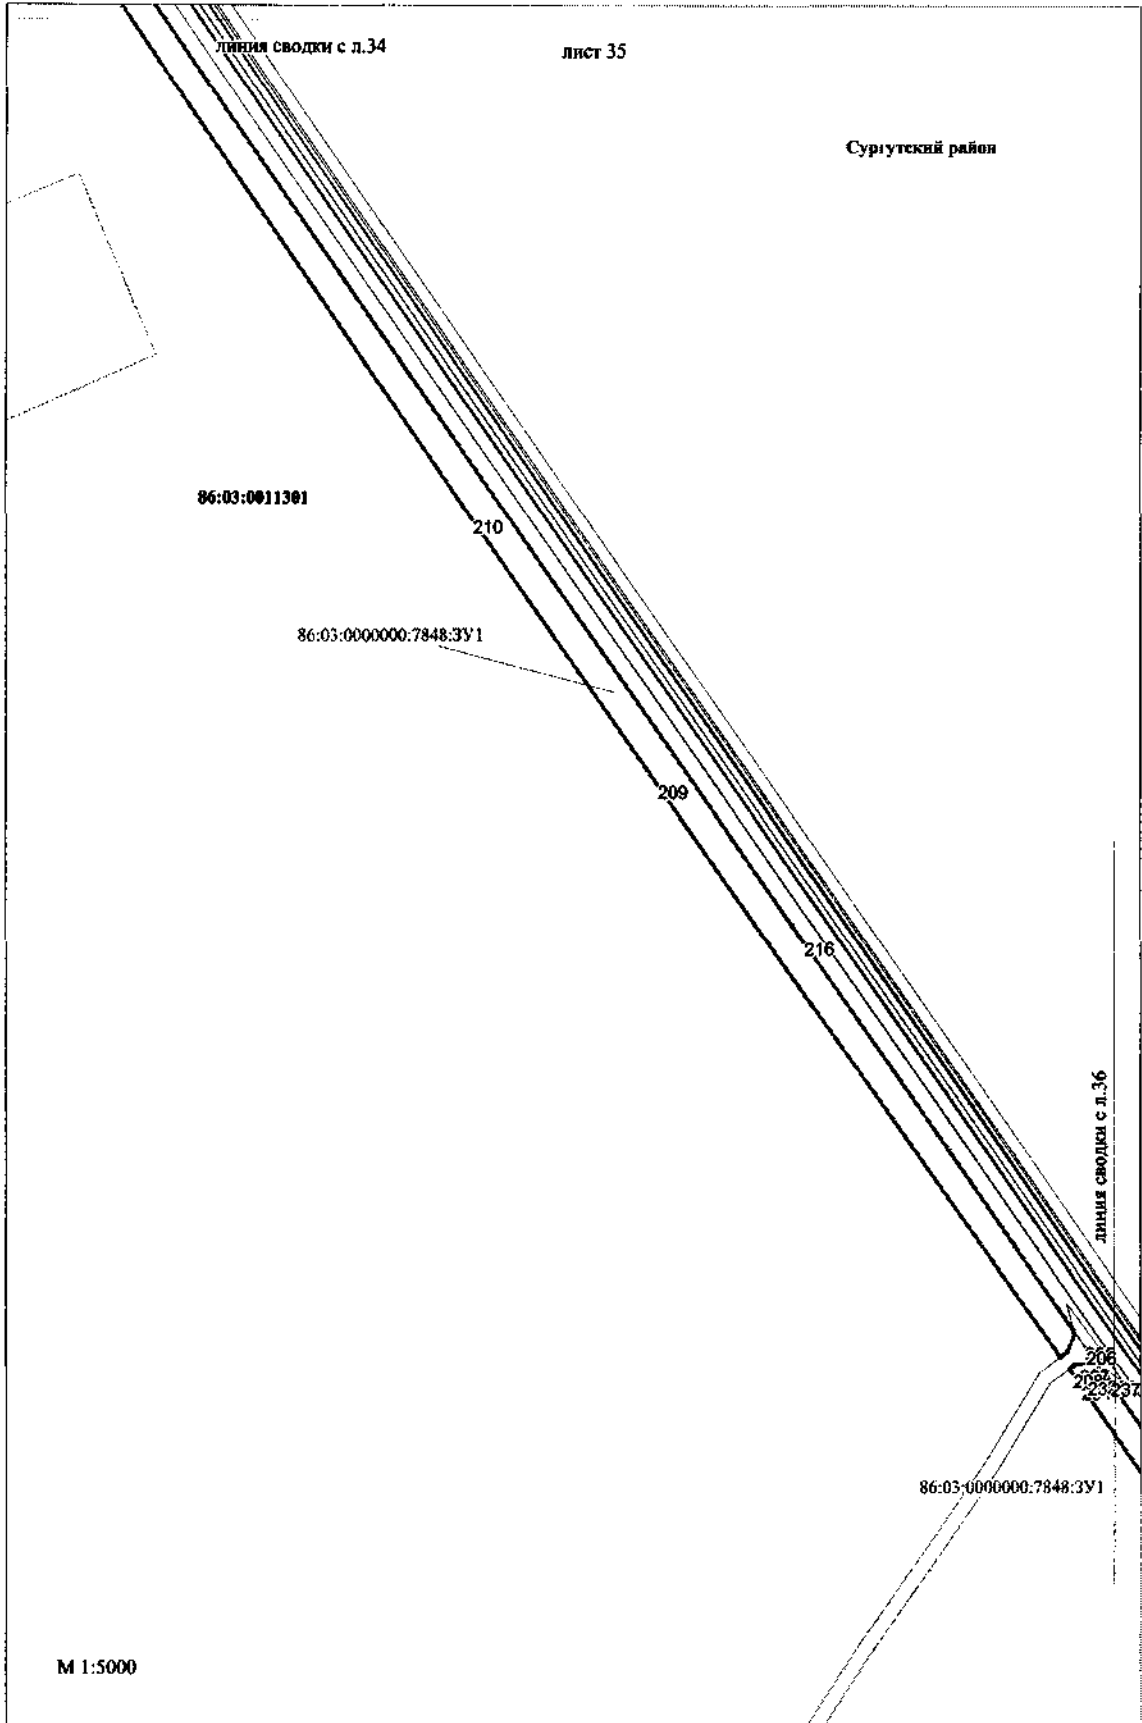 линия сводки с л.34
лист 35
Сургутский район
86:03:0011301
210
86:03:0000000:7848:ЗУ1
209
216
линия сводки с л.36
206
237
86:03:0000000:7848:ЗУ1
М 1:5000